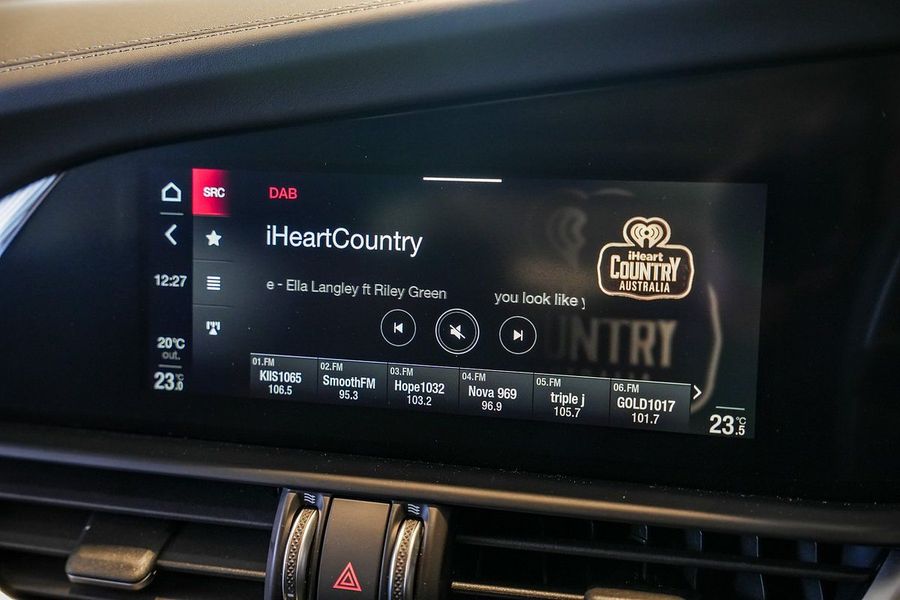 SRC
DAB
iHeartCountry
iHeart
COUNTRY
AUSTRALIA
12:27
e - Ella Langley ft Riley Green
you look like
NTRY
20°C
out.
23.0
01.FM
KIIS1065
106.5
02.FM
SmoothFM
95.3
03.FM
Hope1032
103.2
04.FM
Nova 969
96.9
05.FM
triple j
105.7
06.FM
GOLD1017
101.7
23.5°C